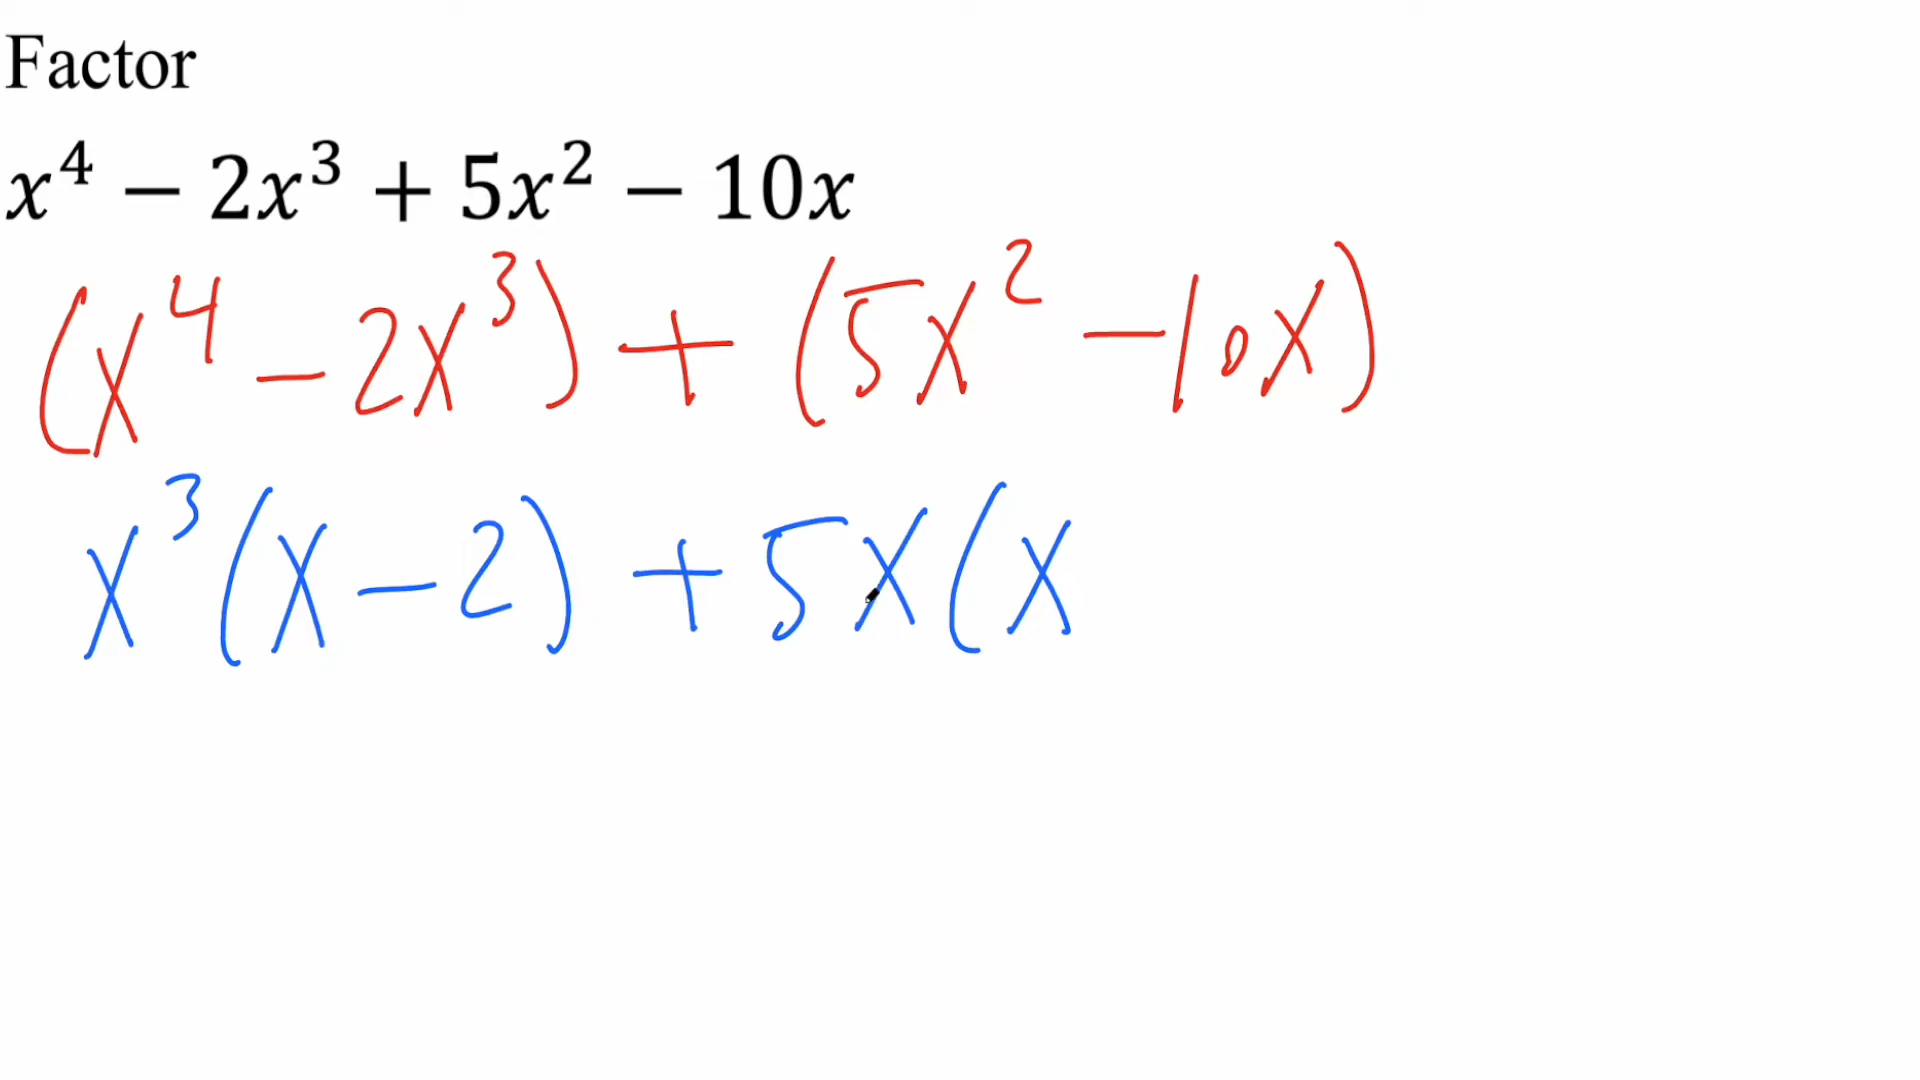 Factor
x⁴ − 2x³ + 5x² − 10x
(x⁴ − 2x³) + (5x² − 10x)
x³(x − 2) + 5x(x